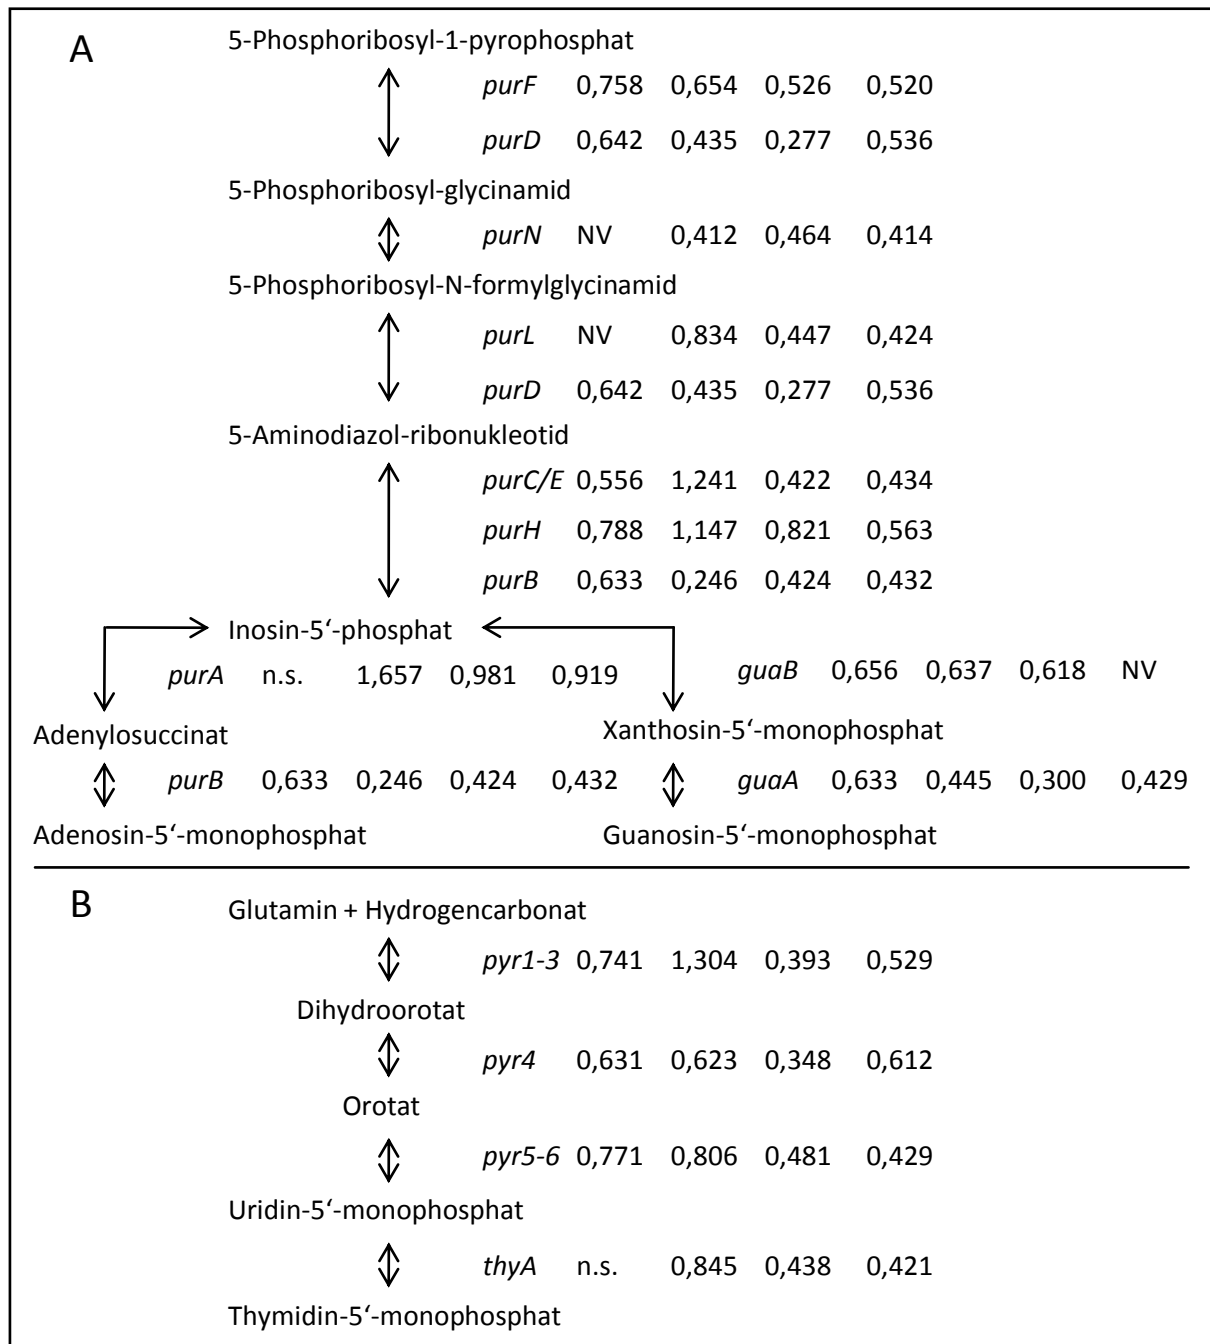 A
5-Phosphoribosyl-1-pyrophosphat
purF 0,758 0,654 0,526 0,520
purD 0,642 0,435 0,277 0,536
5-Phosphoribosyl-glycinamid
purN NV 0,412 0,464 0,414
5-Phosphoribosyl-N-formylglycinamid
purL NV 0,834 0,447 0,424
purD 0,642 0,435 0,277 0,536
5-Aminodiazol-ribonukleotid
purC/E 0,556 1,241 0,422 0,434
purH 0,788 1,147 0,821 0,563
purB 0,633 0,246 0,424 0,432
Inosin-5‘-phosphat
purA n.s. 1,657 0,981 0,919 guaB 0,656 0,637 0,618 NV
Adenylosuccinat Xanthosin-5‘-monophosphat
purB 0,633 0,246 0,424 0,432 guaA 0,633 0,445 0,300 0,429
Adenosin-5‘-monophosphat Guanosin-5‘-monophosphat
B
Glutamin + Hydrogencarbonat
pyr1-3 0,741 1,304 0,393 0,529
Dihydroorotat
pyr4 0,631 0,623 0,348 0,612
Orotat
pyr5-6 0,771 0,806 0,481 0,429
Uridin-5‘-monophosphat
thyA n.s. 0,845 0,438 0,421
Thymidin-5‘-monophosphat